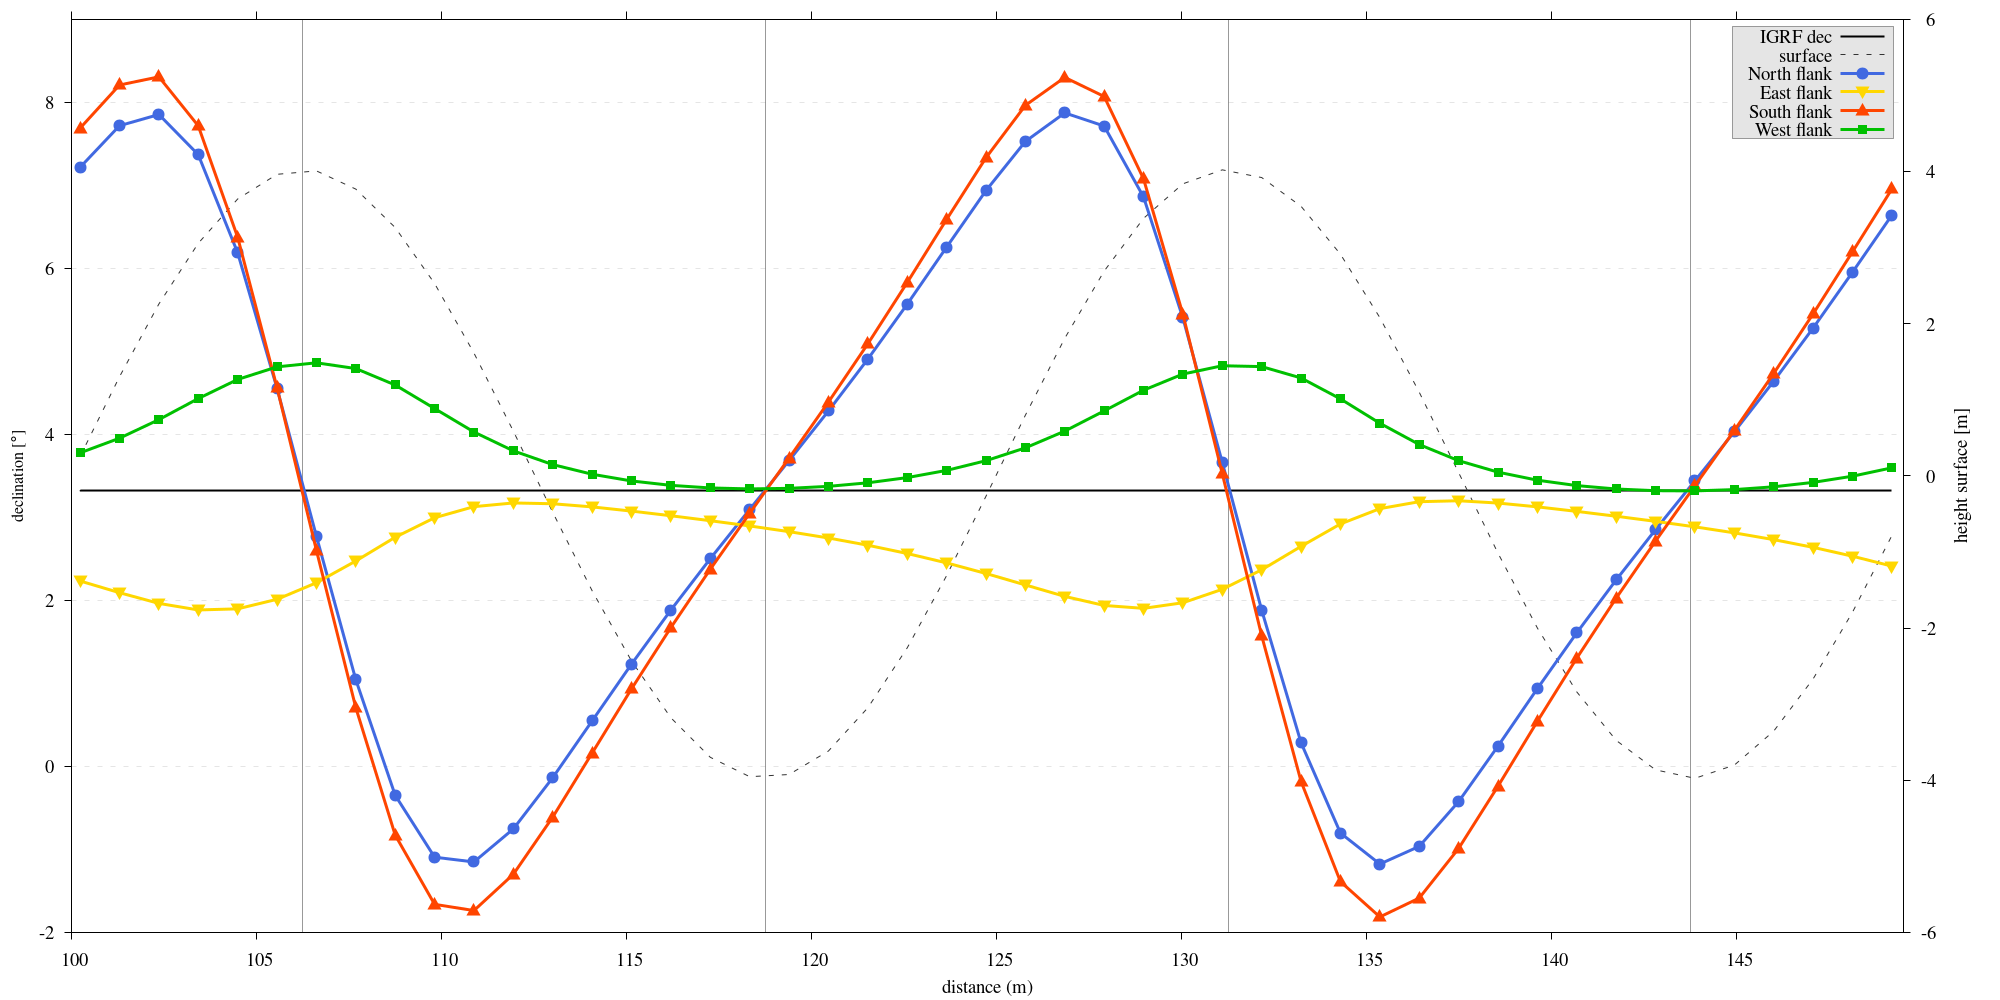 IGRF dec
surface
North flank
East flank
South flank
West flank
8
6
4
2
0
-2
declination [°]
6
4
2
0
-2
-4
-6
height surface [m]
100 105 110 115 120 125 130 135 140 145
distance (m)